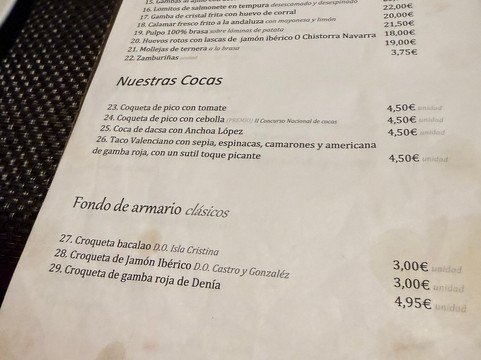 15. Gambas al ajillo
16. Lomitos de salmonete en tempura desescamado y desespinado 22,00€
17. Gamba de cristal frita con huevo de corral 20,00€
18. Calamar fresco frito a la andaluza con mayonesa y limón 21,50€
19. Pulpo 100% brasa sobre láminas de patata 18,00€
20. Huevos rotos con lascas de jamón ibérico O Chistorra Navarra 19,00€
21. Mollejas de ternera a la brasa 3,75€
22. Zamburiñas
Nuestras Cocas
23. Coqueta de pico con tomate 4,50€ unidad
24. Coqueta de pico con cebolla (PREMIO) II Concurso Nacional de cocas 4,50€ unidad
25. Coca de dacsa con Anchoa López 4,50€ unidad
26. Taco Valenciano con sepia, espinacas, camarones y americana
de gamba roja, con un sutil toque picante 4,50€ unidad
Fondo de armario clásicos
27. Croqueta bacalao D.O. Isla Cristina 3,00€ unidad
28. Croqueta de Jamón Ibérico D.O. Castro y Gonzaléz 3,00€ unidad
29. Croqueta de gamba roja de Denía 4,95€ unidad